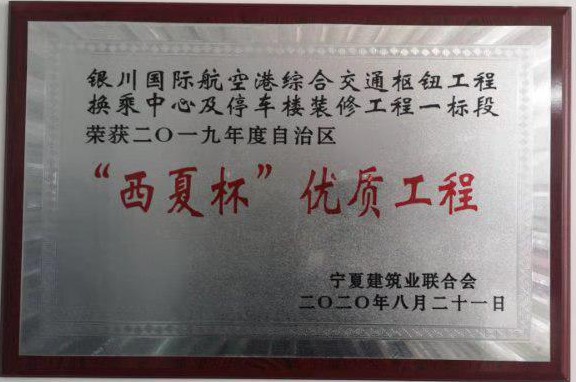 银川国际航空港综合交通枢钮工程
换乘中心及停车楼装修工程一标段
荣获二〇一九年度自治区
“西夏杯”优质工程
宁夏建筑业联合会
二〇二〇年八月二十一日